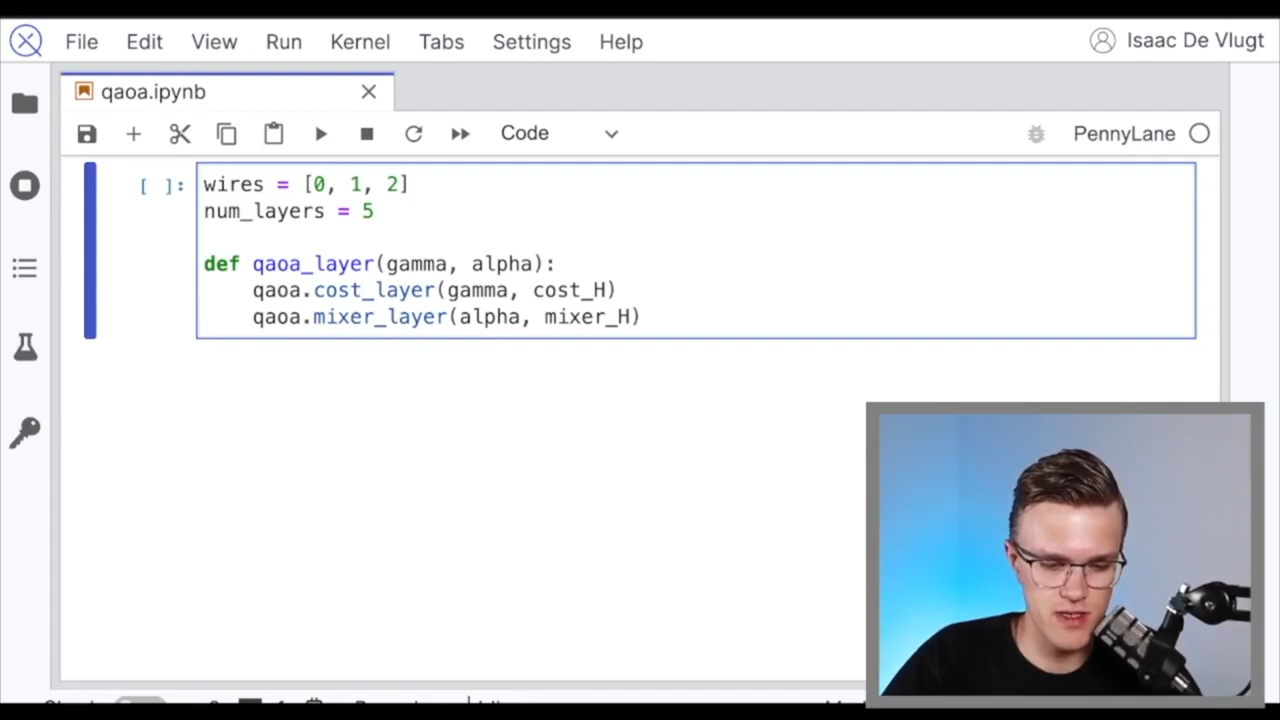 File Edit View Run Kernel Tabs Settings Help Isaac De Vlugt
qaoa.ipynb
Code PennyLane
[ ]: wires = [0, 1, 2]
num_layers = 5
def qaoa_layer(gamma, alpha):
qaoa.cost_layer(gamma, cost_H)
qaoa.mixer_layer(alpha, mixer_H)